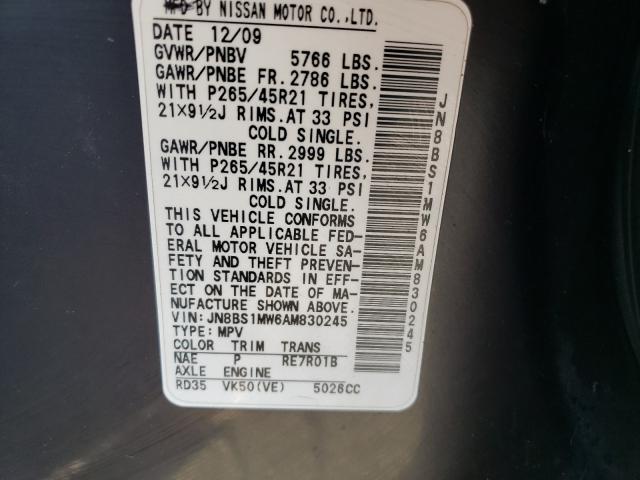 MFD BY NISSAN MOTOR CO.,LTD.
DATE 12/09
GVWR/PNBV 5766 LBS.
GAWR/PNBE FR. 2786 LBS.
WITH P265/45R21 TIRES,
21X9½J RIMS.AT 33 PSI
COLD SINGLE.
GAWR/PNBE RR. 2999 LBS.
WITH P265/45R21 TIRES,
21X9½J RIMS.AT 33 PSI
COLD SINGLE.
THIS VEHICLE CONFORMS
TO ALL APPLICABLE FED-
ERAL MOTOR VEHICLE SA-
FETY AND THEFT PREVEN-
TION STANDARDS IN EFF-
ECT ON THE DATE OF MA-
NUFACTURE SHOWN ABOVE.
VIN:JN8BS1MW6AM830245
TYPE: MPV
COLOR TRIM TRANS
NAE P RE7R01B
AXLE ENGINE
RD35 VK50(VE) 5026CC
JN8BS1MW6AM830245